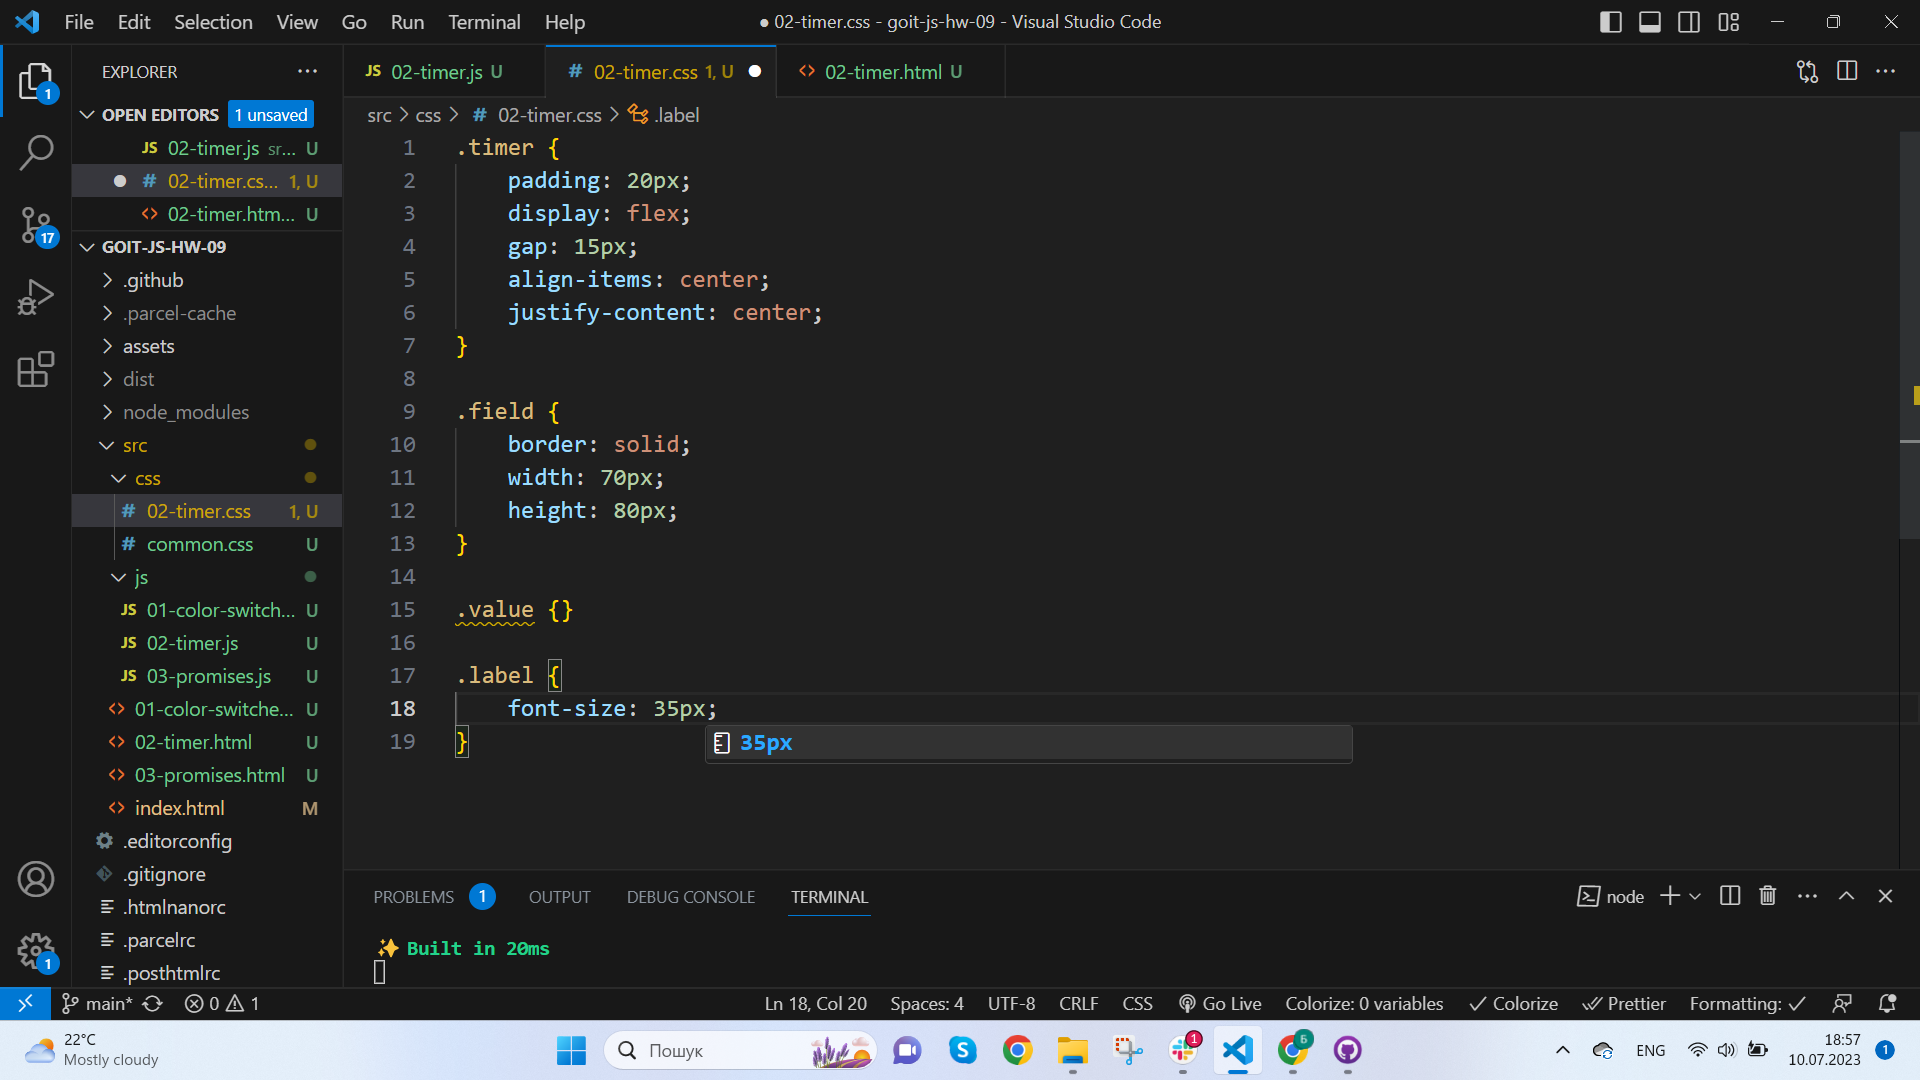 File Edit Selection View Go Run Terminal Help
● 02-timer.css - goit-js-hw-09 - Visual Studio Code
EXPLORER
OPEN EDITORS 1 unsaved
JS 02-timer.js sr... U
# 02-timer.cs... 1, U
<> 02-timer.htm... U
GOIT-JS-HW-09
.github
.parcel-cache
assets
dist
node_modules
src
css
# 02-timer.css 1, U
# common.css U
js
JS 01-color-switch... U
JS 02-timer.js U
JS 03-promises.js U
<> 01-color-switche... U
<> 02-timer.html U
<> 03-promises.html U
<> index.html M
.editorconfig
.gitignore
.htmlnanorc
.parcelrc
.posthtmlrc
1
17
1
JS 02-timer.js U
# 02-timer.css 1, U ●
<> 02-timer.html U
src > css > # 02-timer.css > .label
1 .timer {
2 padding: 20px;
3 display: flex;
4 gap: 15px;
5 align-items: center;
6 justify-content: center;
7 }
8
9 .field {
10 border: solid;
11 width: 70px;
12 height: 80px;
13 }
14
15 .value {}
16
17 .label {
18 font-size: 35px;
19 }
35px
PROBLEMS 1 OUTPUT DEBUG CONSOLE TERMINAL
node
✨ Built in 20ms
main* 0 1
Ln 18, Col 20 Spaces: 4 UTF-8 CRLF CSS Go Live Colorize: 0 variables Colorize Prettier Formatting: ✓
22°C
Mostly cloudy
Пошук
1
Б
ENG
18:57
10.07.2023
1